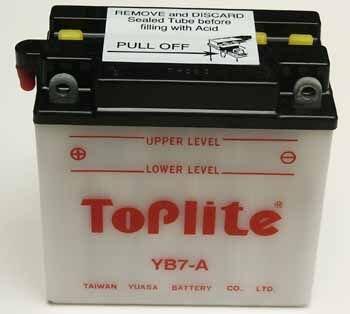 REMOVE and DISCARD
Sealed Tube before
filling with Acid
PULL OFF
UPPER LEVEL
LOWER LEVEL
TOPlite®
YB7-A
TAIWAN YUASA BATTERY CO., LTD.